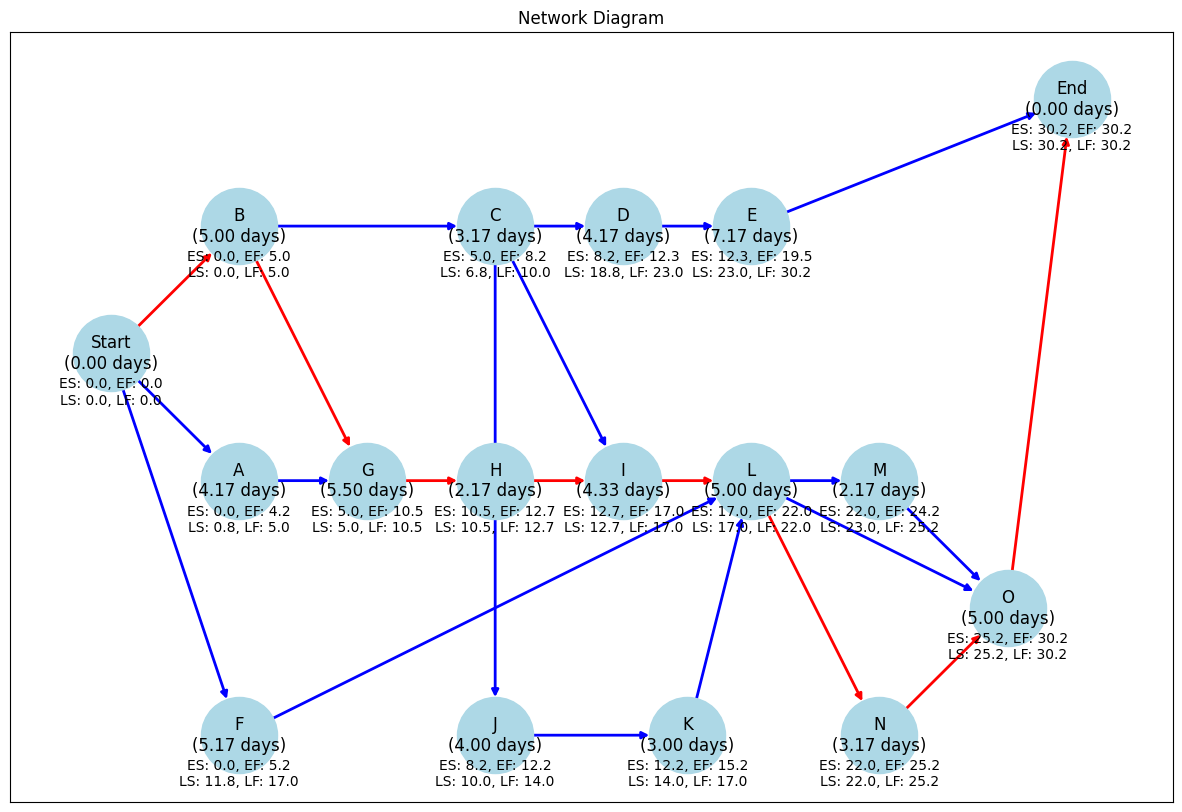 Network Diagram
End
(0.00 days)
ES: 30.2, EF: 30.2
LS: 30.2, LF: 30.2
B
(5.00 days)
ES: 0.0, EF: 5.0
LS: 0.0, LF: 5.0
C
(3.17 days)
ES: 5.0, EF: 8.2
LS: 6.8, LF: 10.0
D
(4.17 days)
ES: 8.2, EF: 12.3
LS: 18.8, LF: 23.0
E
(7.17 days)
ES: 12.3, EF: 19.5
LS: 23.0, LF: 30.2
Start
(0.00 days)
ES: 0.0, EF: 0.0
LS: 0.0, LF: 0.0
A
(4.17 days)
ES: 0.0, EF: 4.2
LS: 0.8, LF: 5.0
G
(5.50 days)
ES: 5.0, EF: 10.5
LS: 5.0, LF: 10.5
H
(2.17 days)
ES: 10.5, EF: 12.7
LS: 10.5, LF: 12.7
I
(4.33 days)
ES: 12.7, EF: 17.0
LS: 12.7, LF: 17.0
L
(5.00 days)
ES: 17.0, EF: 22.0
LS: 17.0, LF: 22.0
M
(2.17 days)
ES: 22.0, EF: 24.2
LS: 23.0, LF: 25.2
O
(5.00 days)
ES: 25.2, EF: 30.2
LS: 25.2, LF: 30.2
F
(5.17 days)
ES: 0.0, EF: 5.2
LS: 11.8, LF: 17.0
J
(4.00 days)
ES: 8.2, EF: 12.2
LS: 10.0, LF: 14.0
K
(3.00 days)
ES: 12.2, EF: 15.2
LS: 14.0, LF: 17.0
N
(3.17 days)
ES: 22.0, EF: 25.2
LS: 22.0, LF: 25.2